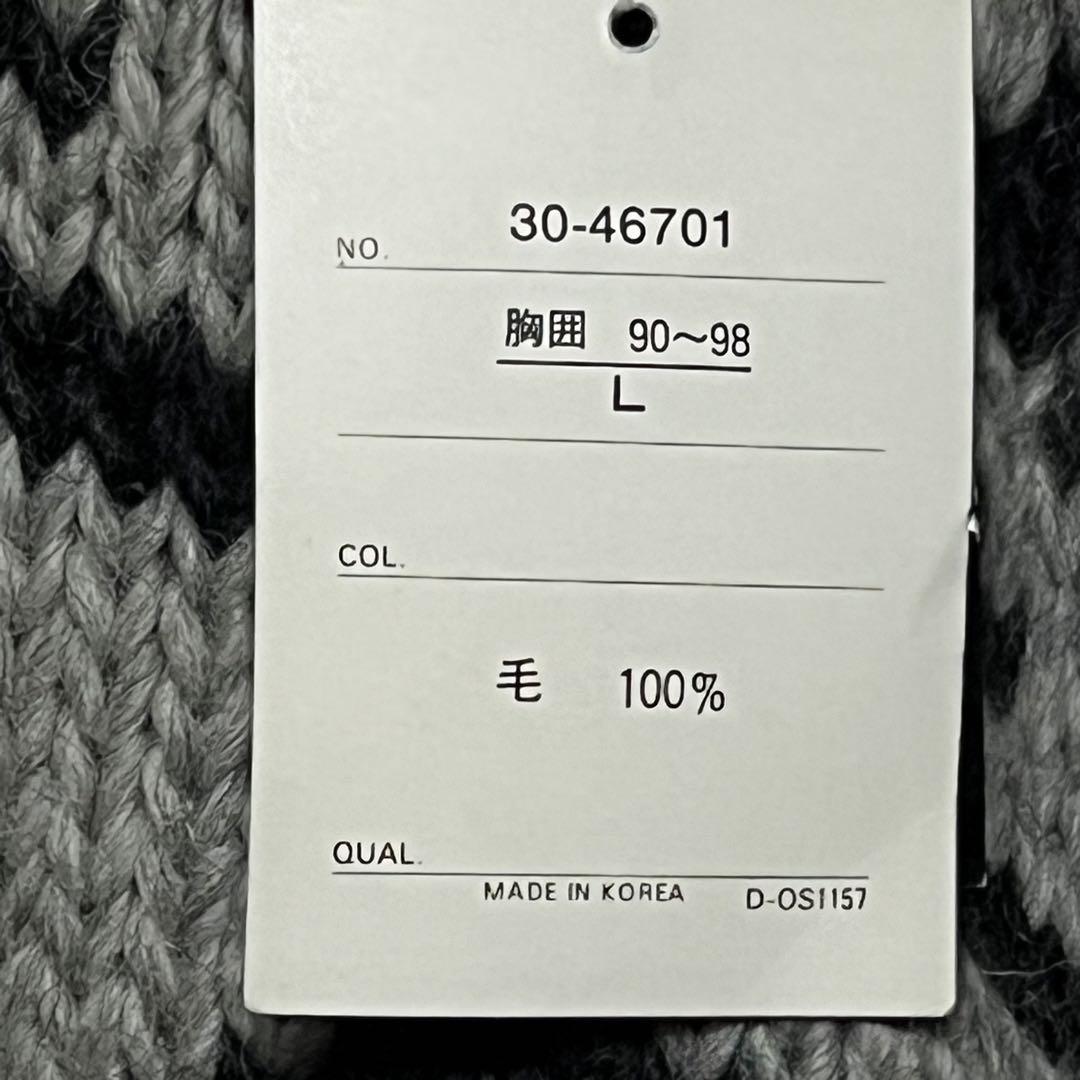 NO. 30-46701
胸囲 90〜98
L
COL.
毛 100%
QUAL.
MADE IN KOREA D-OS1157